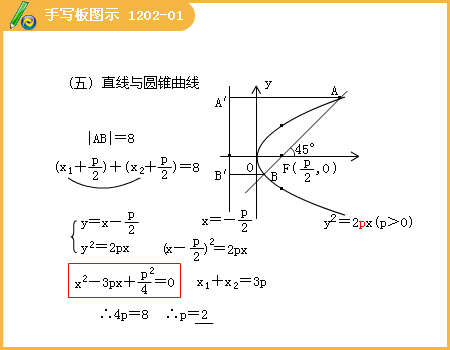 手写板图示 1202-01
(五) 直线与圆锥曲线
y
A′ A
|AB|=8
45°
(x₁+p/2)+(x₂+p/2)=8
O F(p/2,0)
B′ B
y=x-p/2 x=-p/2 y²=2px(p>0)
y²=2px (x-p/2)²=2px
x²-3px+p²/4=0 x₁+x₂=3p
∴4p=8 ∴p=2